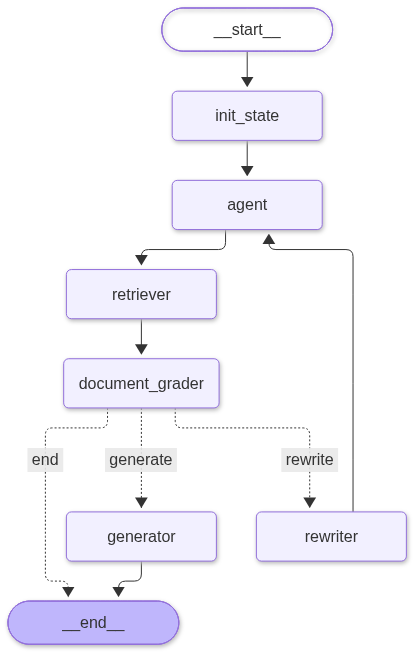 __start__
init_state
agent
retriever
document_grader
end
generate
rewrite
generator
rewriter
__end__